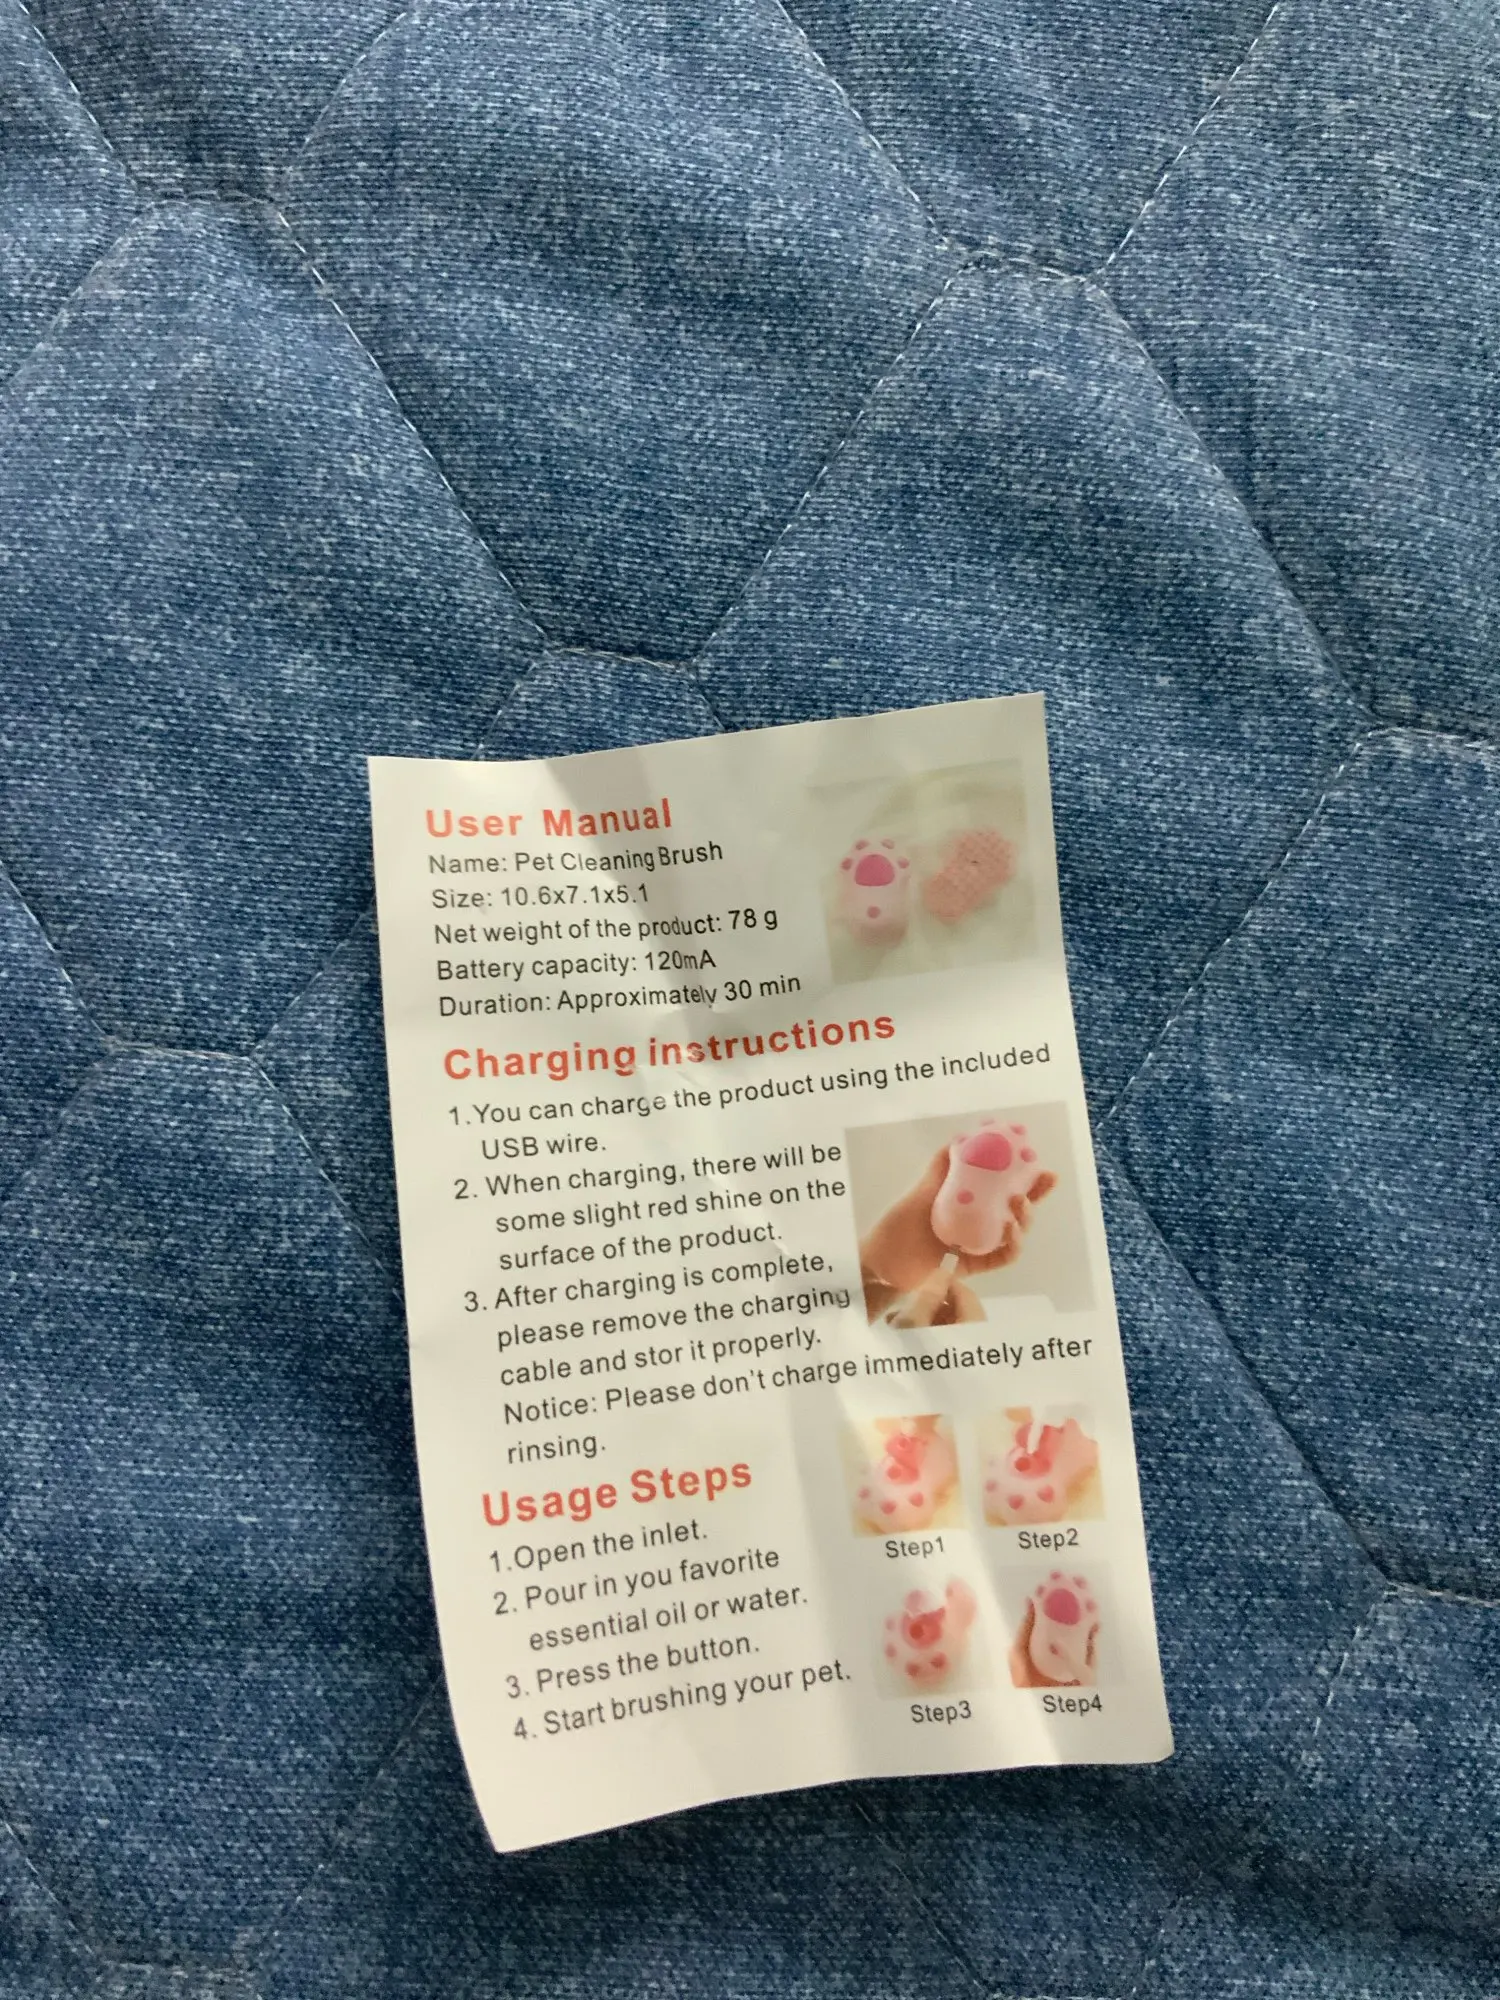 User Manual
Name: Pet Cleaning Brush
Size: 10.6x7.1x5.1
Net weight of the product: 78 g
Battery capacity: 120mA
Duration: Approximately 30 min
Charging instructions
1.You can charge the product using the included
USB wire.
2. When charging, there will be
some slight red shine on the
surface of the product.
3. After charging is complete,
please remove the charging
cable and stor it properly.
Notice: Please don't charge immediately after
rinsing.
Usage Steps
1.Open the inlet.
2. Pour in you favorite
essential oil or water.
3. Press the button.
4. Start brushing your pet.
Step1
Step2
Step3
Step4